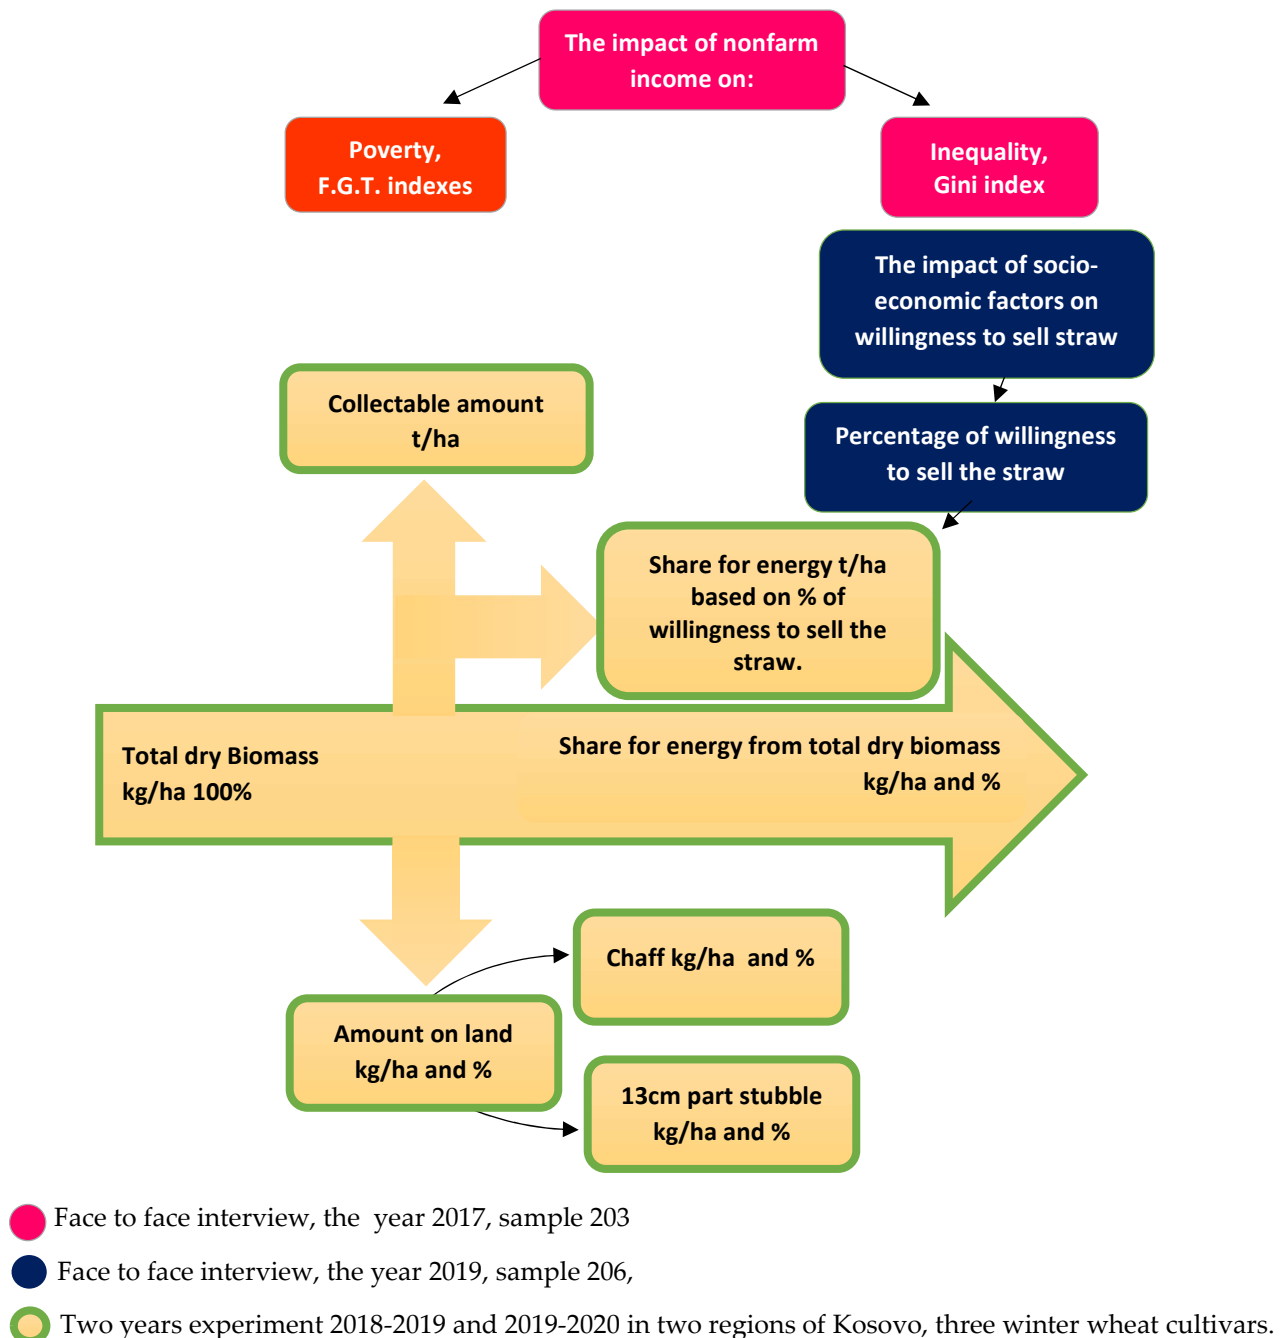 The impact of nonfarm
income on:
Poverty,
F.G.T. indexes
Inequality,
Gini index
The impact of socio-
economic factors on
willingness to sell straw
Collectable amount
t/ha
Percentage of willingness
to sell the straw
Share for energy t/ha
based on % of
willingness to sell the
straw.
Total dry Biomass
kg/ha 100%
Share for energy from total dry biomass
kg/ha and %
Chaff kg/ha and %
Amount on land
kg/ha and %
13cm part stubble
kg/ha and %
Face to face interview, the year 2017, sample 203
Face to face interview, the year 2019, sample 206,
Two years experiment 2018-2019 and 2019-2020 in two regions of Kosovo, three winter wheat cultivars.